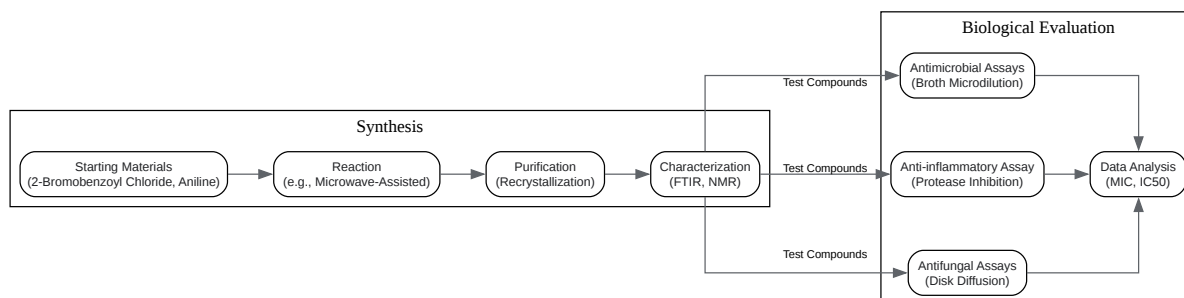 Biological Evaluation
Antimicrobial Assays
(Broth Microdilution)
Test Compounds
Synthesis
Starting Materials
(2-Bromobenzoyl Chloride, Aniline)
Reaction
(e.g., Microwave-Assisted)
Purification
(Recrystallization)
Characterization
(FTIR, NMR)
Test Compounds
Anti-inflammatory Assay
(Protease Inhibition)
Data Analysis
(MIC, IC50)
Test Compounds
Antifungal Assays
(Disk Diffusion)